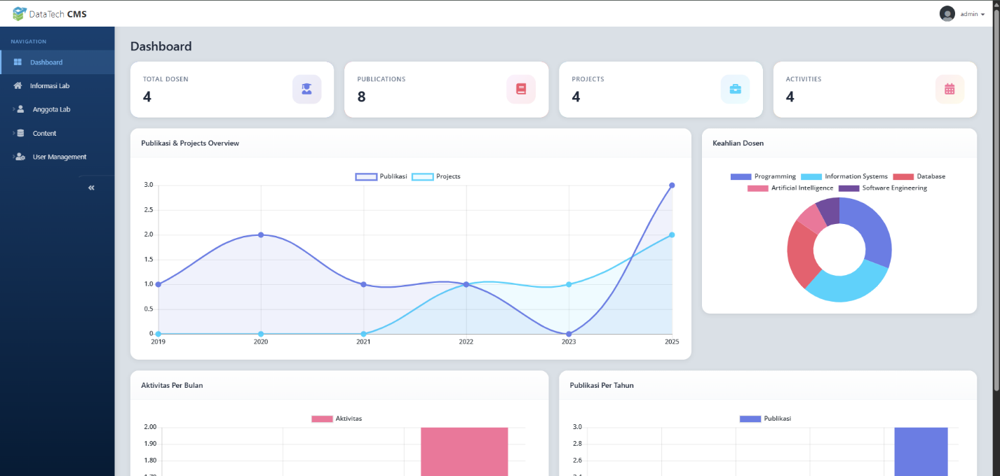 DataTech CMS
admin
NAVIGATION
Dashboard
Informasi Lab
Anggota Lab
Content
User Management
Dashboard
TOTAL DOSEN
4
PUBLICATIONS
8
PROJECTS
4
ACTIVITIES
4
Publikasi & Projects Overview
Publikasi Projects
3.0
2.5
2.0
1.5
1.0
0.5
0
2019 2020 2021 2022 2023 2025
Keahlian Dosen
Programming Information Systems Database
Artificial Intelligence Software Engineering
Aktivitas Per Bulan
Aktivitas
2.00
1.90
1.80
Publikasi Per Tahun
Publikasi
3.0
2.8
2.6